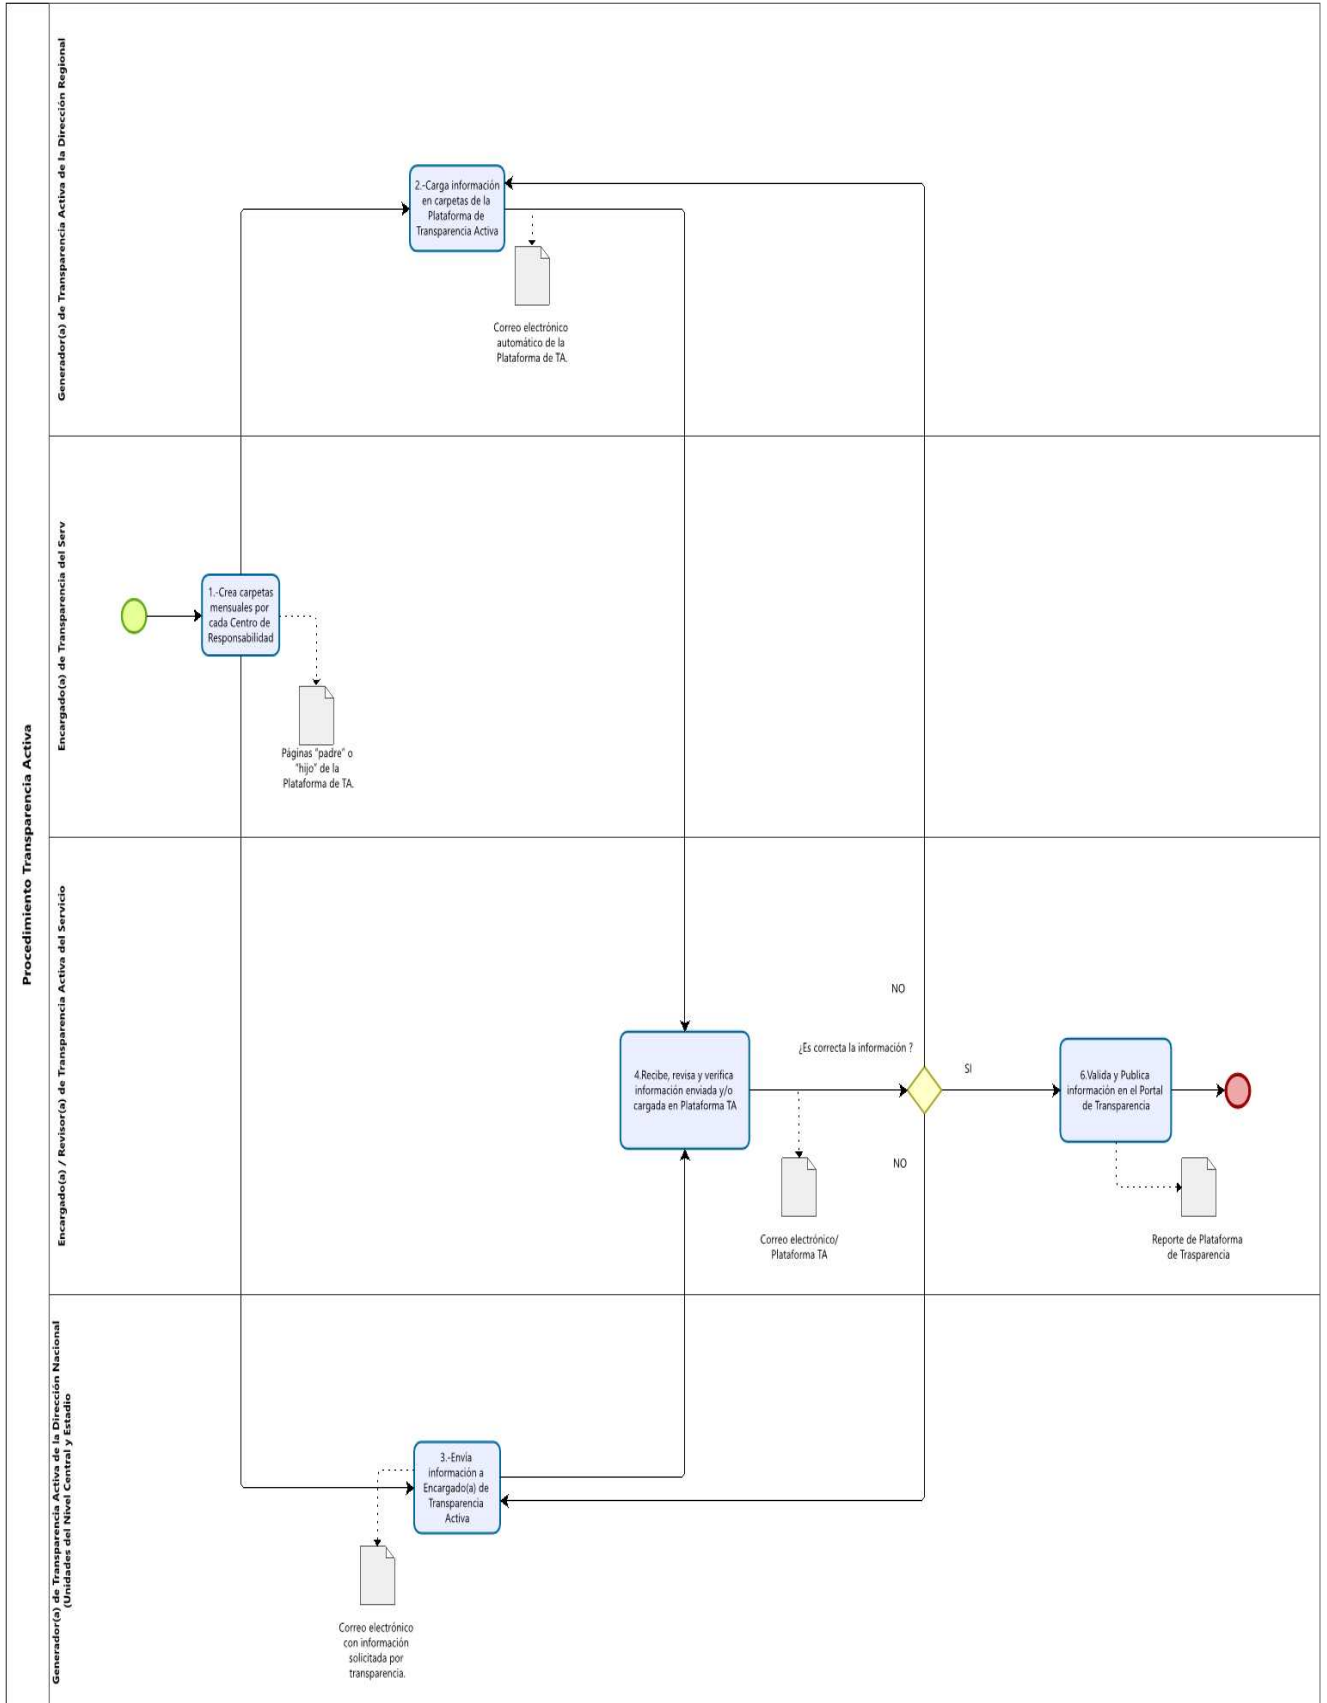 Procedimiento Transparencia Activa
Generador(a) de Transparencia Activa de la Dirección Regional
2.-Carga información
en carpetas de la
Plataforma de
Transparencia Activa
Correo electrónico
automático de la
Plataforma de TA.
Encargado(a) de Transparencia del Serv
1.-Crea carpetas
mensuales por
cada Centro de
Responsabilidad
Páginas "padre" o
"hijo" de la
Plataforma de TA.
Encargado(a) / Revisor(a) de Transparencia Activa del Servicio
4.Recibe, revisa y verifica
información enviada y/o
cargada en Plataforma TA
Correo electrónico/
Plataforma TA
NO
¿Es correcta la información ?
SI
NO
6.Valida y Publica
información en el Portal
de Transparencia
Reporte de Plataforma
de Trasparencia
Generador(a) de Transparencia Activa de la Dirección Nacional
(Unidades del Nivel Central y Estadio
3.-Envía
información a
Encargado(a) de
Transparencia
Activa
Correo electrónico
con información
solicitada por
transparencia.